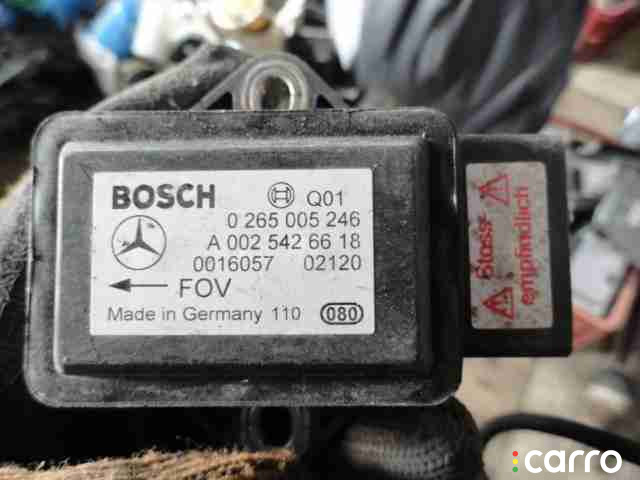 BOSCH Q01
0 265 005 246
A 002 542 66 18
0016057 02120
FOV
Made in Germany 110 080
Stoss-
empfindlich
carro